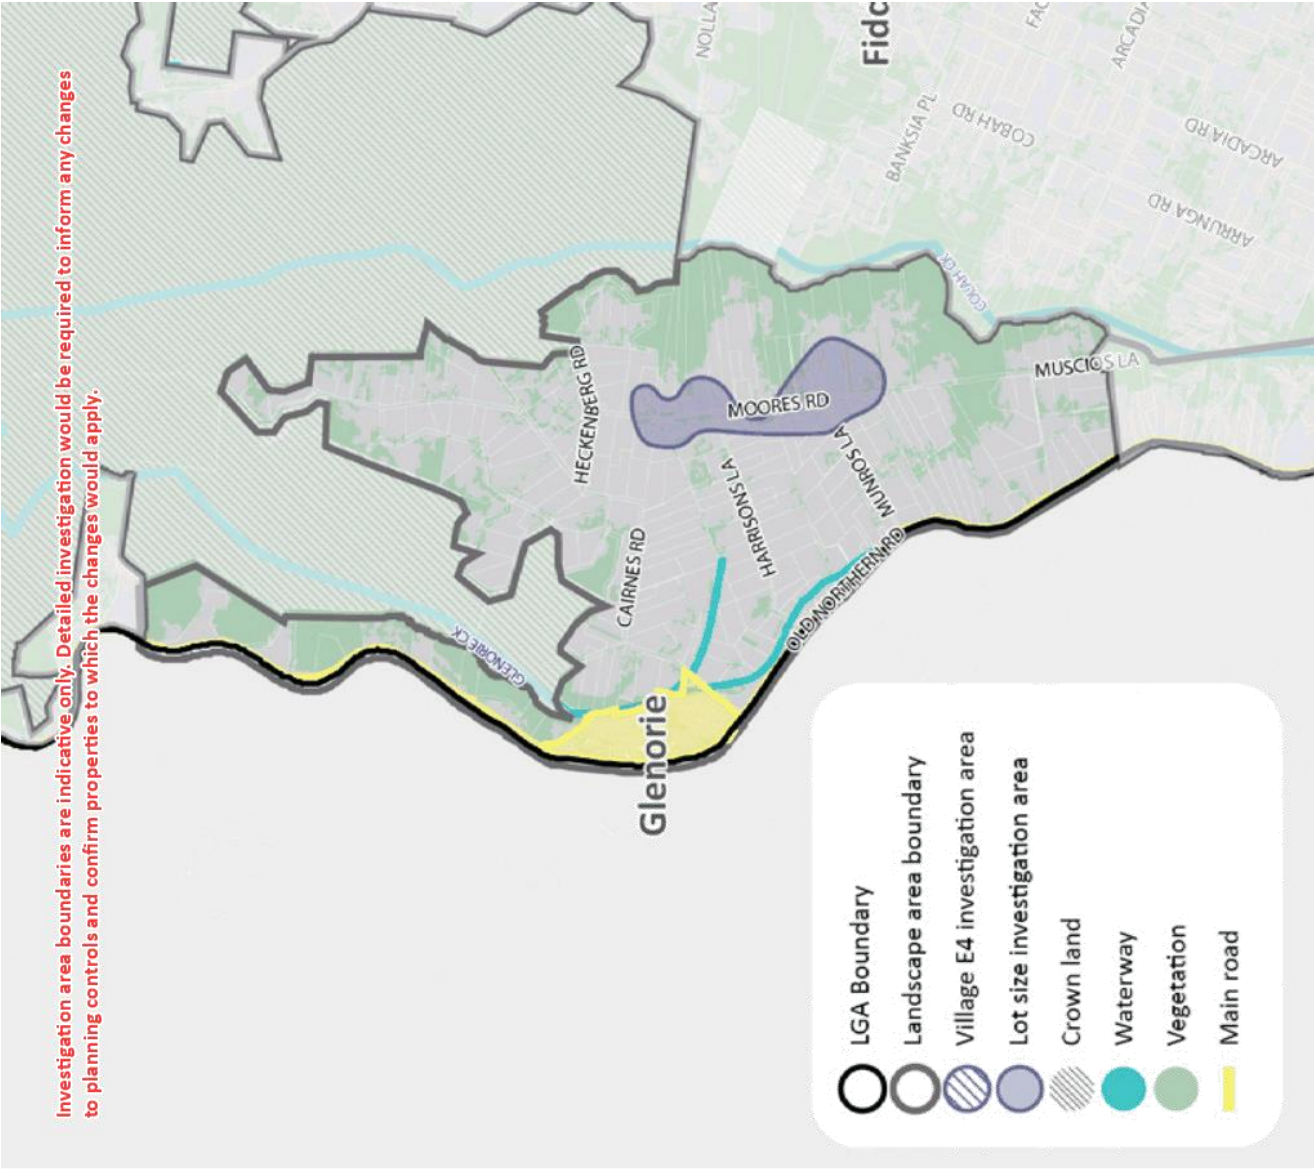 Investigation area boundaries are indicative only. Detailed investigation would be required to inform any changes
to planning controls and confirm properties to which the changes would apply.
NOLLA
Fidc
FAC
ARCADIA
BANKSIA PL
COBAH RD
ARCADIA RD
ARRUNGA RD
COLAH CK
MUSCIOS LA
HECKENBERG RD
MOORES RD
MUNROS LA
HARRISONS LA
CAIRNES RD
OLD NORTHERN RD
GLENORIE CK
Glenorie
LGA Boundary
Landscape area boundary
Village E4 investigation area
Lot size investigation area
Crown land
Waterway
Vegetation
Main road